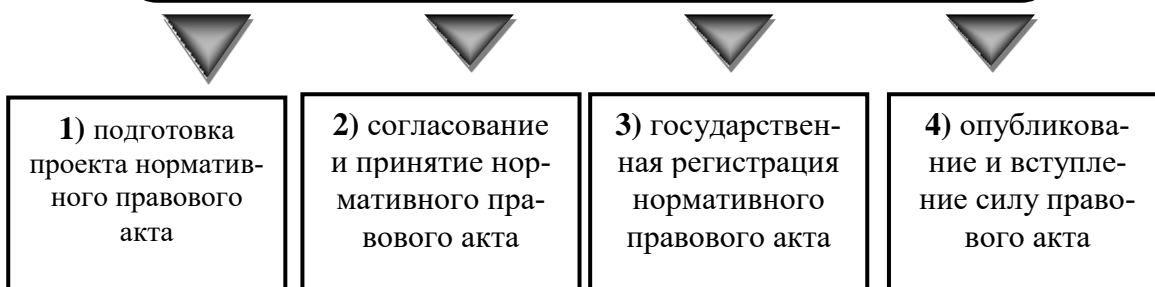 1) подготовка
проекта норматив-
ного правового
акта
2) согласование
и принятие нор-
мативного пра-
вового акта
3) государствен-
ная регистрация
нормативного
правового акта
4) опубликова-
ние и вступле-
ние силу право-
вого акта